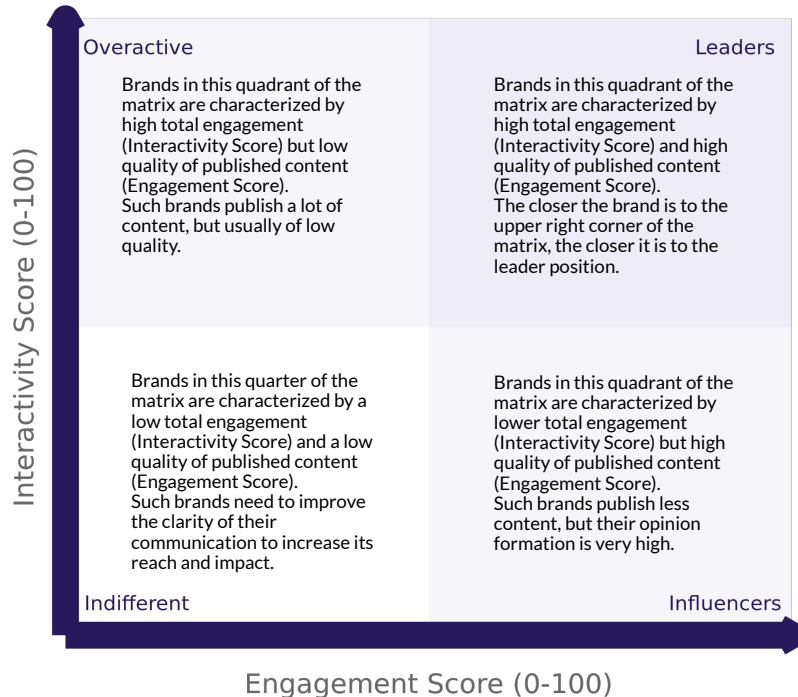 Overactive
Brands in this quadrant of the
matrix are characterized by
high total engagement
(Interactivity Score) but low
quality of published content
(Engagement Score).
Such brands publish a lot of
content, but usually of low
quality.
Leaders
Brands in this quadrant of the
matrix are characterized by
high total engagement
(Interactivity Score) and high
quality of published content
(Engagement Score).
The closer the brand is to the
upper right corner of the
matrix, the closer it is to the
leader position.
Interactivity Score (0-100)
Brands in this quarter of the
matrix are characterized by a
low total engagement
(Interactivity Score) and a low
quality of published content
(Engagement Score).
Such brands need to improve
the clarity of their
communication to increase its
reach and impact.
Indifferent
Brands in this quadrant of the
matrix are characterized by
lower total engagement
(Interactivity Score) but high
quality of published content
(Engagement Score).
Such brands publish less
content, but their opinion
formation is very high.
Influencers
Engagement Score (0-100)